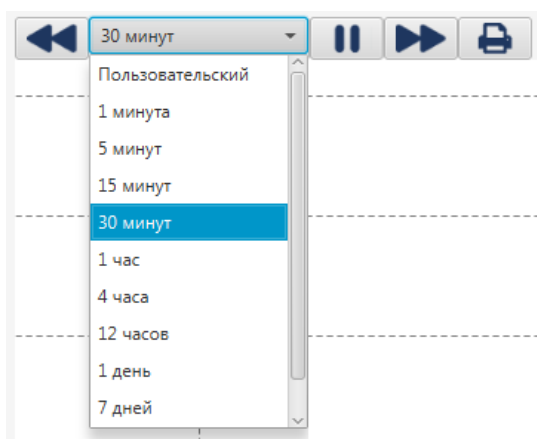 30 минут
Пользовательский
1 минута
5 минут
15 минут
30 минут
1 час
4 часа
12 часов
1 день
7 дней